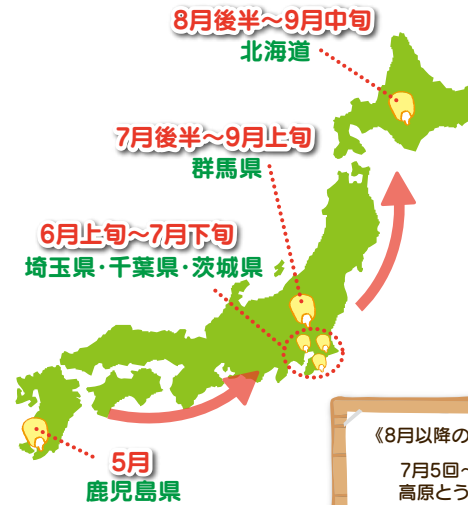 8月後半～9月中旬
北海道
7月後半～9月上旬
群馬県
6月上旬～7月下旬
埼玉県・千葉県・茨城県
5月
鹿児島県
《8月以降の
7月5回～
高原とう